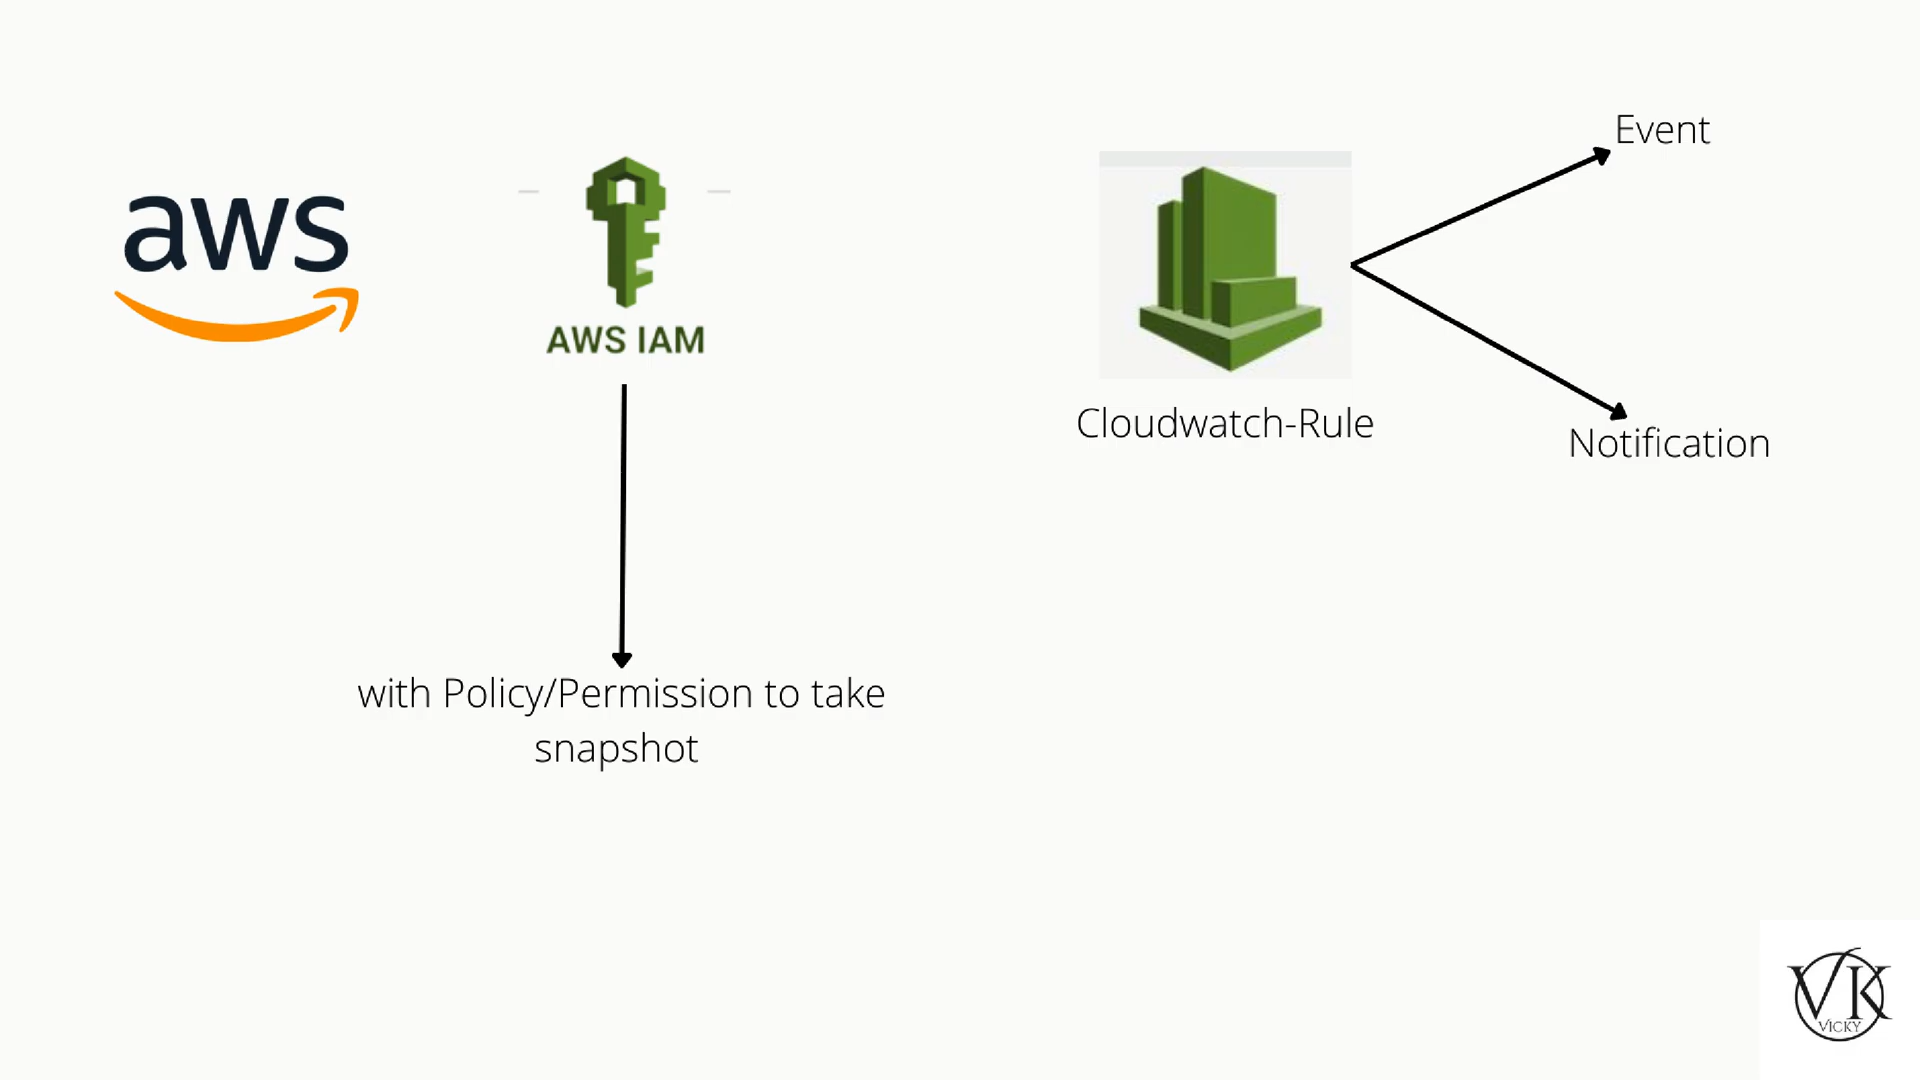 aws
AWS IAM
Event
Cloudwatch-Rule
Notification
with Policy/Permission to take
snapshot
VK
VICKY